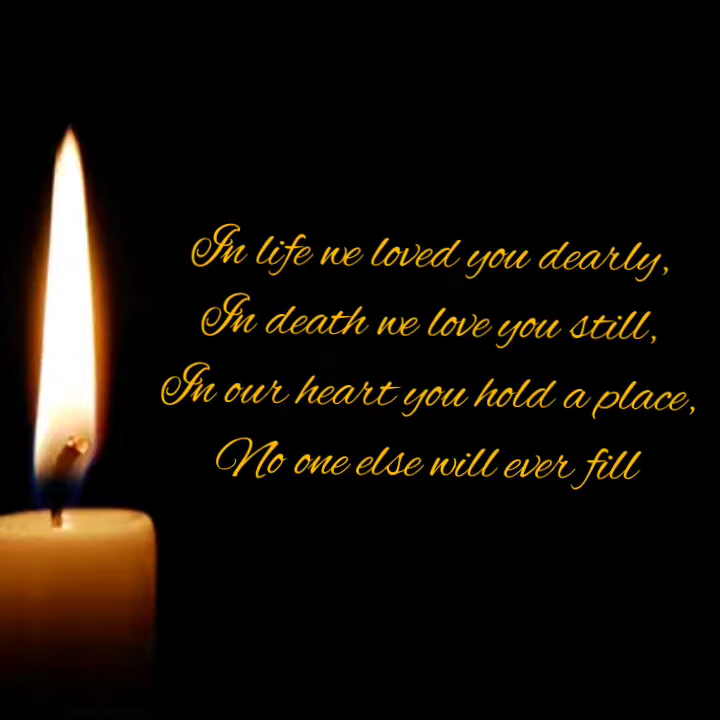 In life we loved you dearly,
In death we love you still,
In our heart you hold a place,
No one else will ever fill